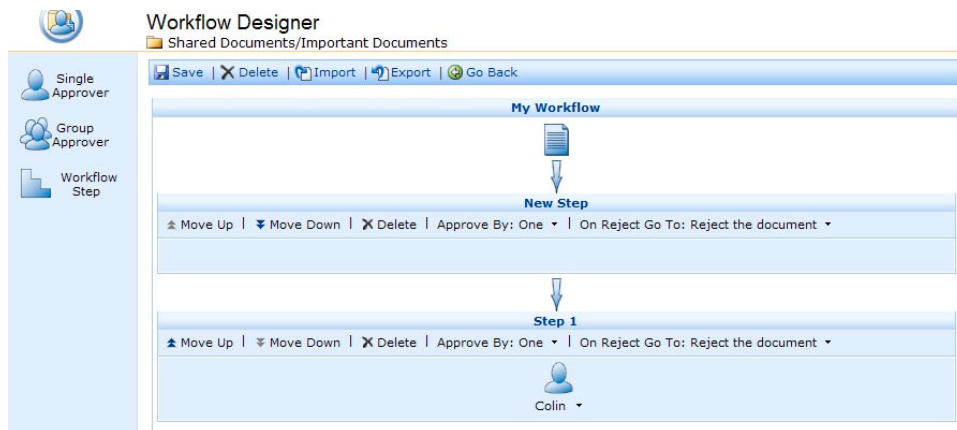 Workflow Designer
Shared Documents/Important Documents
Single
Approver
Group
Approver
Workflow
Step
Save | Delete | Import | Export | Go Back
My Workflow
New Step
Move Up | Move Down | Delete | Approve By: One | On Reject Go To: Reject the document
Step 1
Move Up | Move Down | Delete | Approve By: One | On Reject Go To: Reject the document
Colin